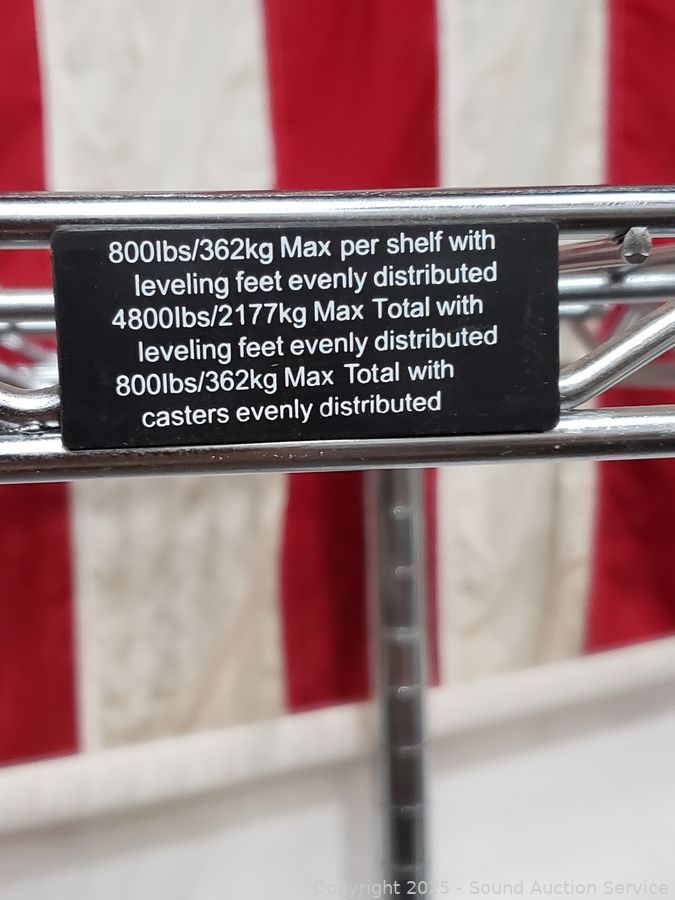 800lbs/362kg Max per shelf with
leveling feet evenly distributed
4800lbs/2177kg Max Total with
leveling feet evenly distributed
800lbs/362kg Max Total with
casters evenly distributed
Copyright 2025 - Sound Auction Service